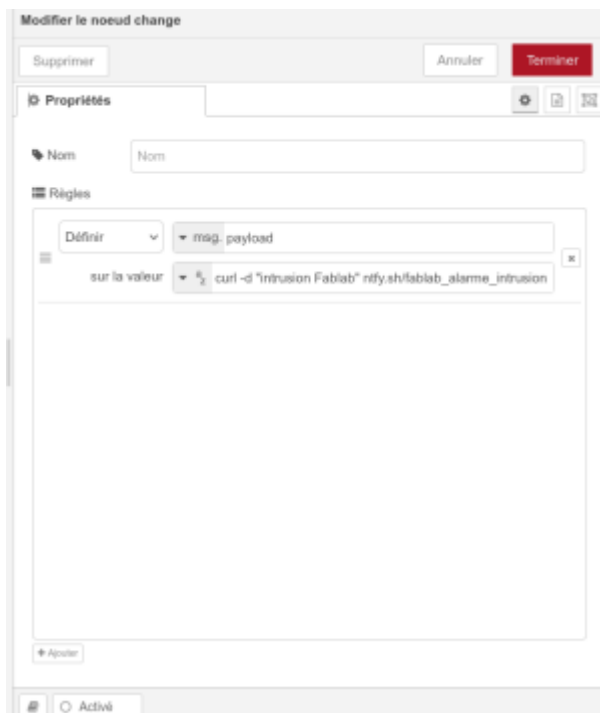 Modifier le noeud change
Supprimer Annuler Terminer
Propriétés
Nom Nom
Règles
Définir msg. payload
sur la valeur a z curl -d "intrusion Fablab" ntfy.sh/fablab_alarme_intrusion
Ajouter
Activé